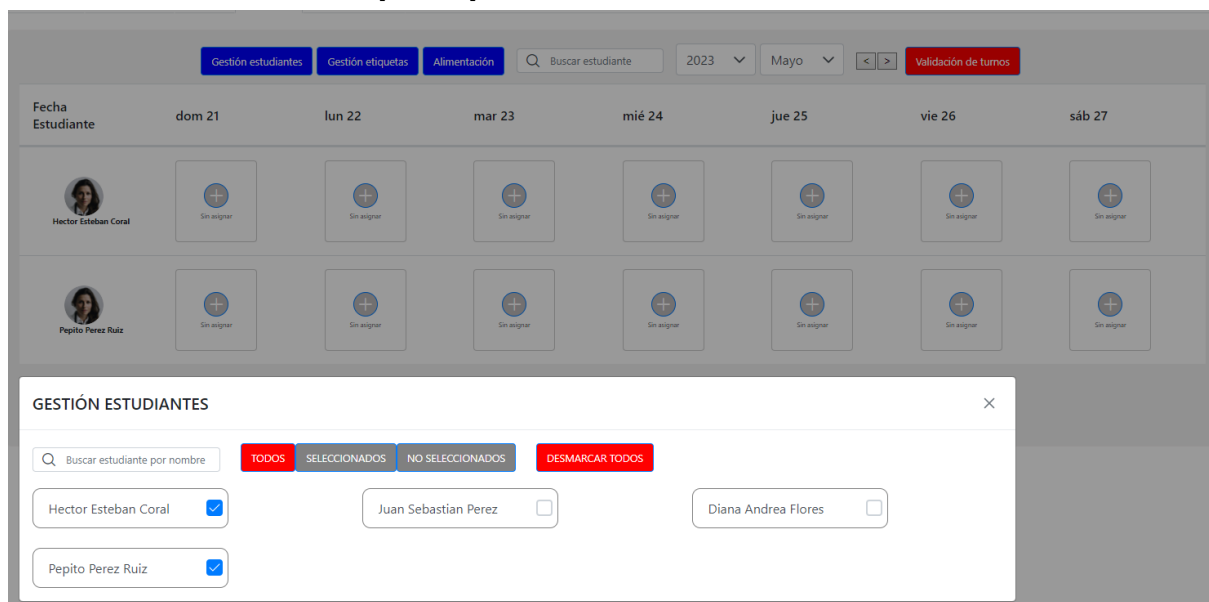 Gestión estudiantes Gestión etiquetas Alimentación Buscar estudiante 2023 Mayo < > Validación de turnos
Fecha
Estudiante dom 21 lun 22 mar 23 mié 24 jue 25 vie 26 sáb 27
Sin asignar Sin asignar Sin asignar Sin asignar Sin asignar Sin asignar Sin asignar
Hector Esteban Coral
Sin asignar Sin asignar Sin asignar Sin asignar Sin asignar Sin asignar Sin asignar
Pepito Perez Ruiz
GESTIÓN ESTUDIANTES
Buscar estudiante por nombre TODOS SELECCIONADOS NO SELECCIONADOS DESMARCAR TODOS
Hector Esteban Coral Juan Sebastian Perez Diana Andrea Flores
Pepito Perez Ruiz